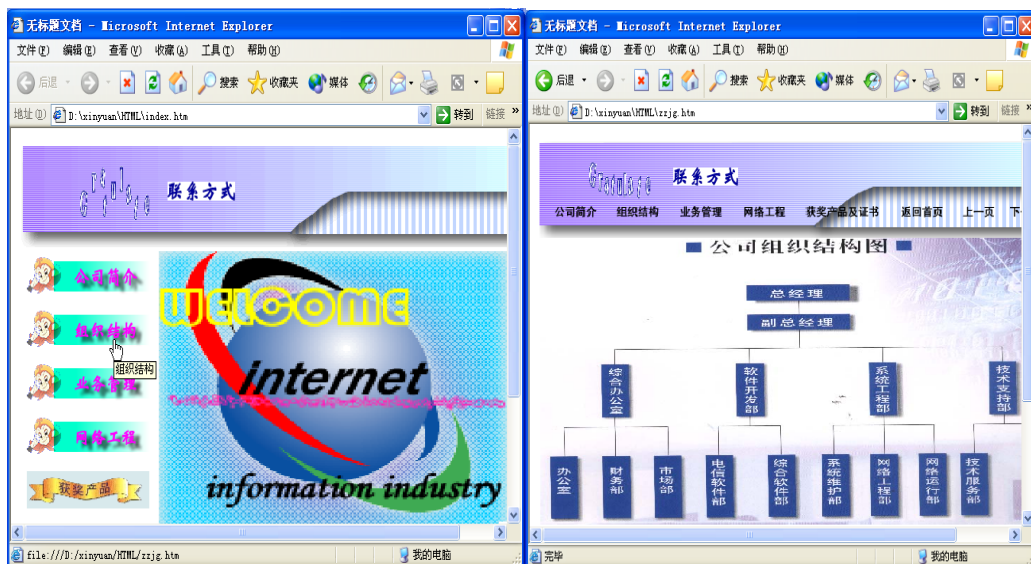 无标题文档 - Microsoft Internet Explorer
文件(F) 编辑(E) 查看(V) 收藏(A) 工具(T) 帮助(H)
后退 搜索 收藏夹 媒体
地址(D) D:\xinyuan\HTML\index.htm 转到 链接 »
联系方式
公司简介
组织结构
组织结构
业务管理
网络工程
获奖产品
WELCOME
internet
information industry
file:///D:/xinyuan/HTML/zzjg.htm 我的电脑
无标题文档 - Microsoft Internet Explorer
文件(F) 编辑(E) 查看(V) 收藏(A) 工具(T) 帮助(H)
后退 搜索 收藏夹 媒体
地址(D) D:\xinyuan\HTML\zzjg.htm 转到 链接 »
联系方式
公司简介 组织结构 业务管理 网络工程 获奖产品及证书 返回首页 上一页 下
公司组织结构图
总经理
副总经理
综合办公室 软件开发部 系统工程部 技术支持部
办公室 财务部 市场部 电信软件部 综合软件部 系统维护部 网络工程部 网络运行部 技术服务部
完毕 我的电脑